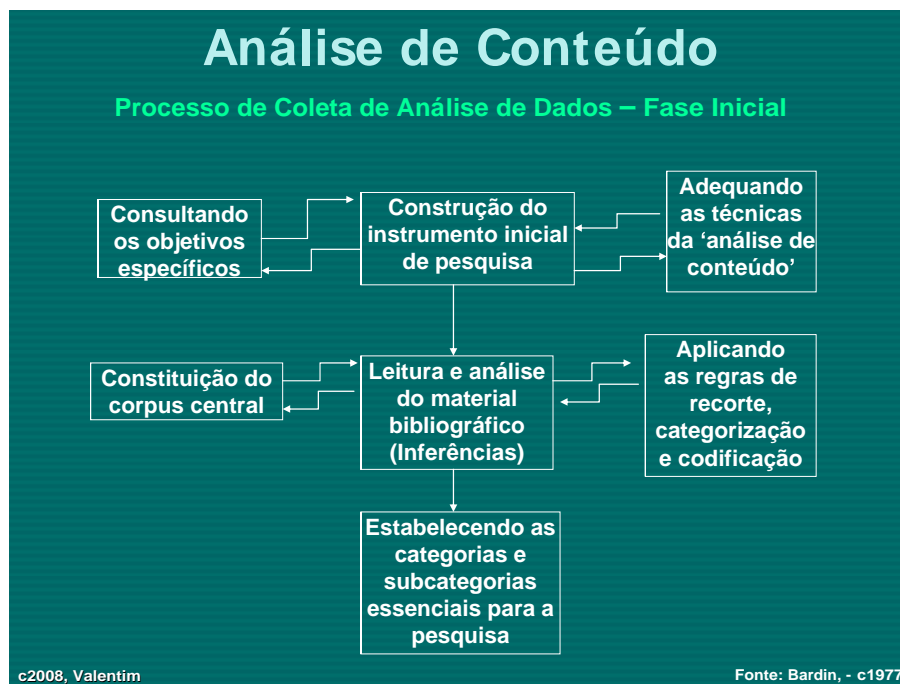 Análise de Conteúdo
Processo de Coleta de Análise de Dados – Fase Inicial
Consultando
os objetivos
específicos
Construção do
instrumento inicial
de pesquisa
Adequando
as técnicas
da ‘análise de
conteúdo’
Constituição do
corpus central
Leitura e análise
do material
bibliográfico
(Inferências)
Aplicando
as regras de
recorte,
categorização
e codificação
Estabelecendo as
categorias e
subcategorias
essenciais para a
pesquisa
c2008, Valentim
Fonte: Bardin, - c1977